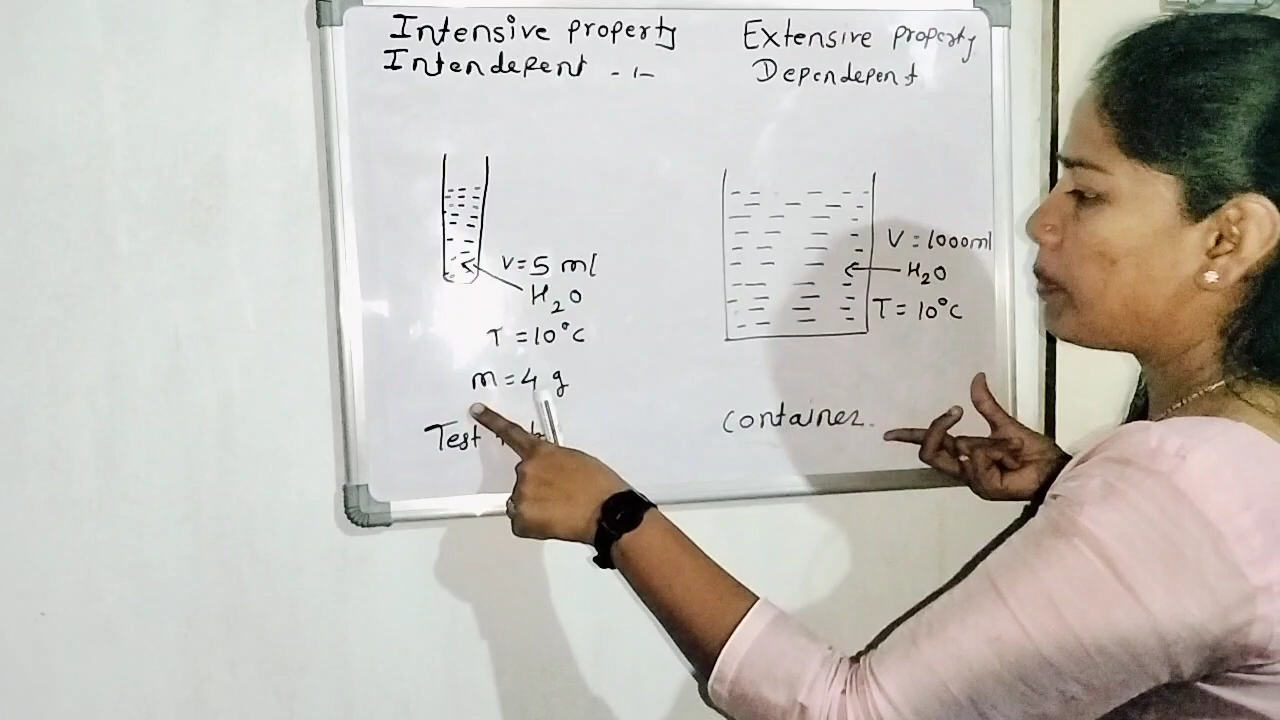 Intensive property
Intendepent - 1-
Extensive property
Dependepent
V = 5 ml
H2O
T = 10°C
m = 4 g
Test
V = 1000ml
H2O
T = 10°C
container.